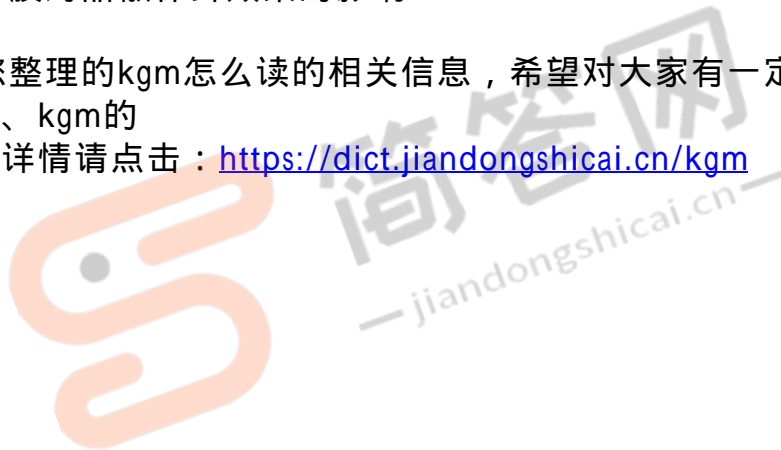 整理的kgm怎么读的相关信息，希望对大家有一定
、kgm的
详情请点击：https://dict.jiandongshicai.cn/kgm
简答网
jiandongshicai.cn